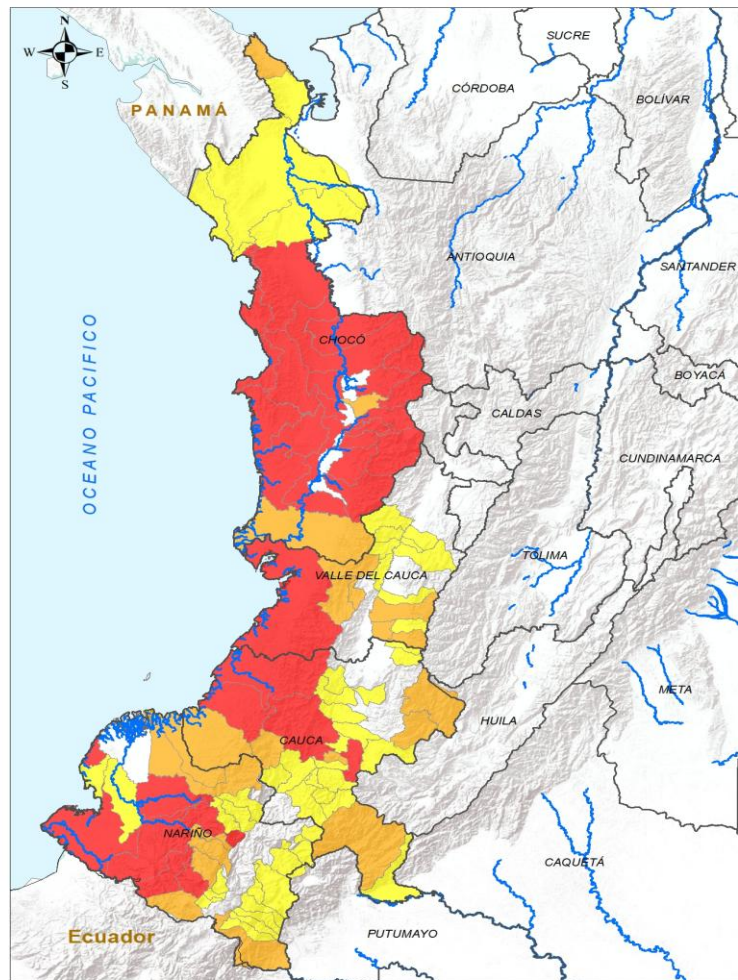 N
W E
S
PANAMÁ
SUCRE
CÓRDOBA
BOLÍVAR
ANTIOQUIA
SANTANDER
OCEANO PACIFICO
CHOCÓ
BOYACÁ
CALDAS
CUNDINAMARCA
TOLIMA
VALLE DEL CAUCA
META
HUILA
CAUCA
NARIÑO
CAQUETÁ
Ecuador
PUTUMAYO